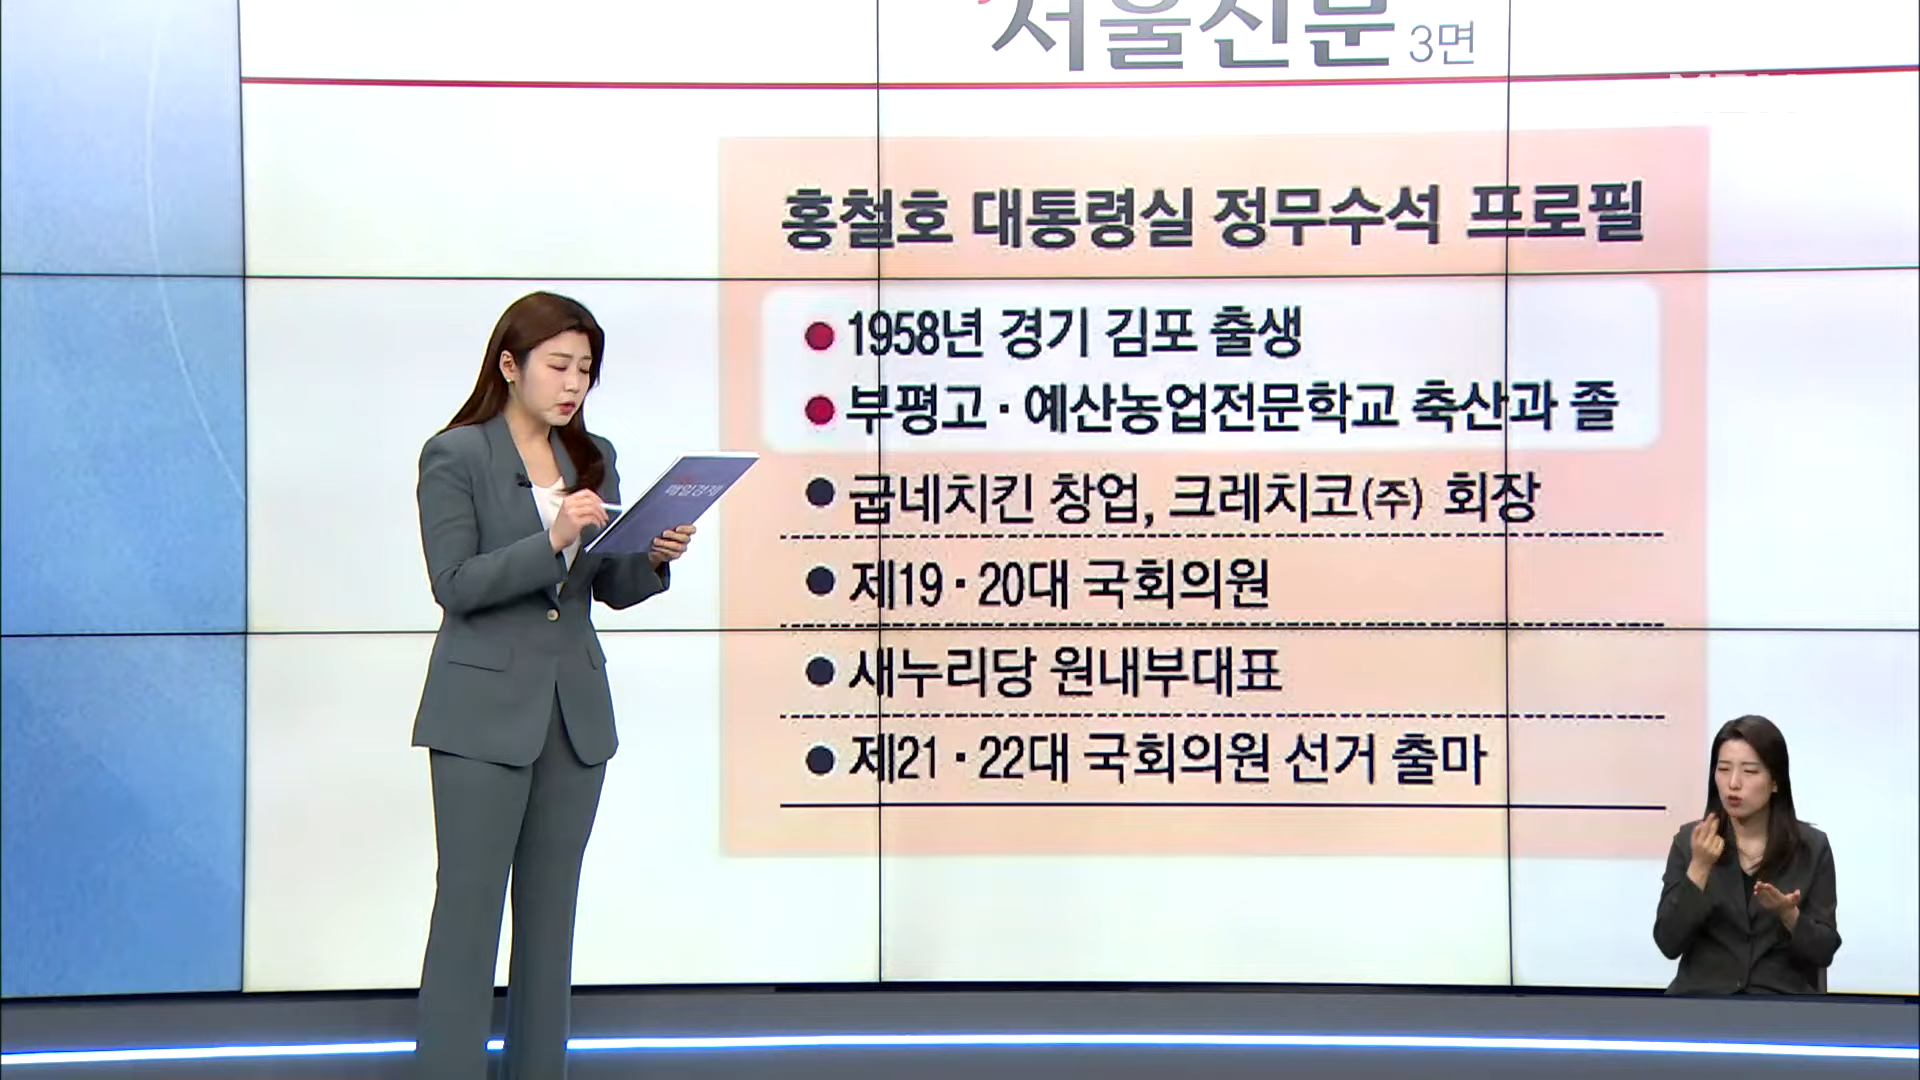 서울신문 3면
홍철호 대통령실 정무수석 프로필
● 1958년 경기 김포 출생
● 부평고 · 예산농업전문학교 축산과 졸
● 굽네치킨 창업, 크레치코(주) 회장
● 제19 · 20대 국회의원
● 새누리당 원내부대표
● 제21 · 22대 국회의원 선거 출마
매일경제